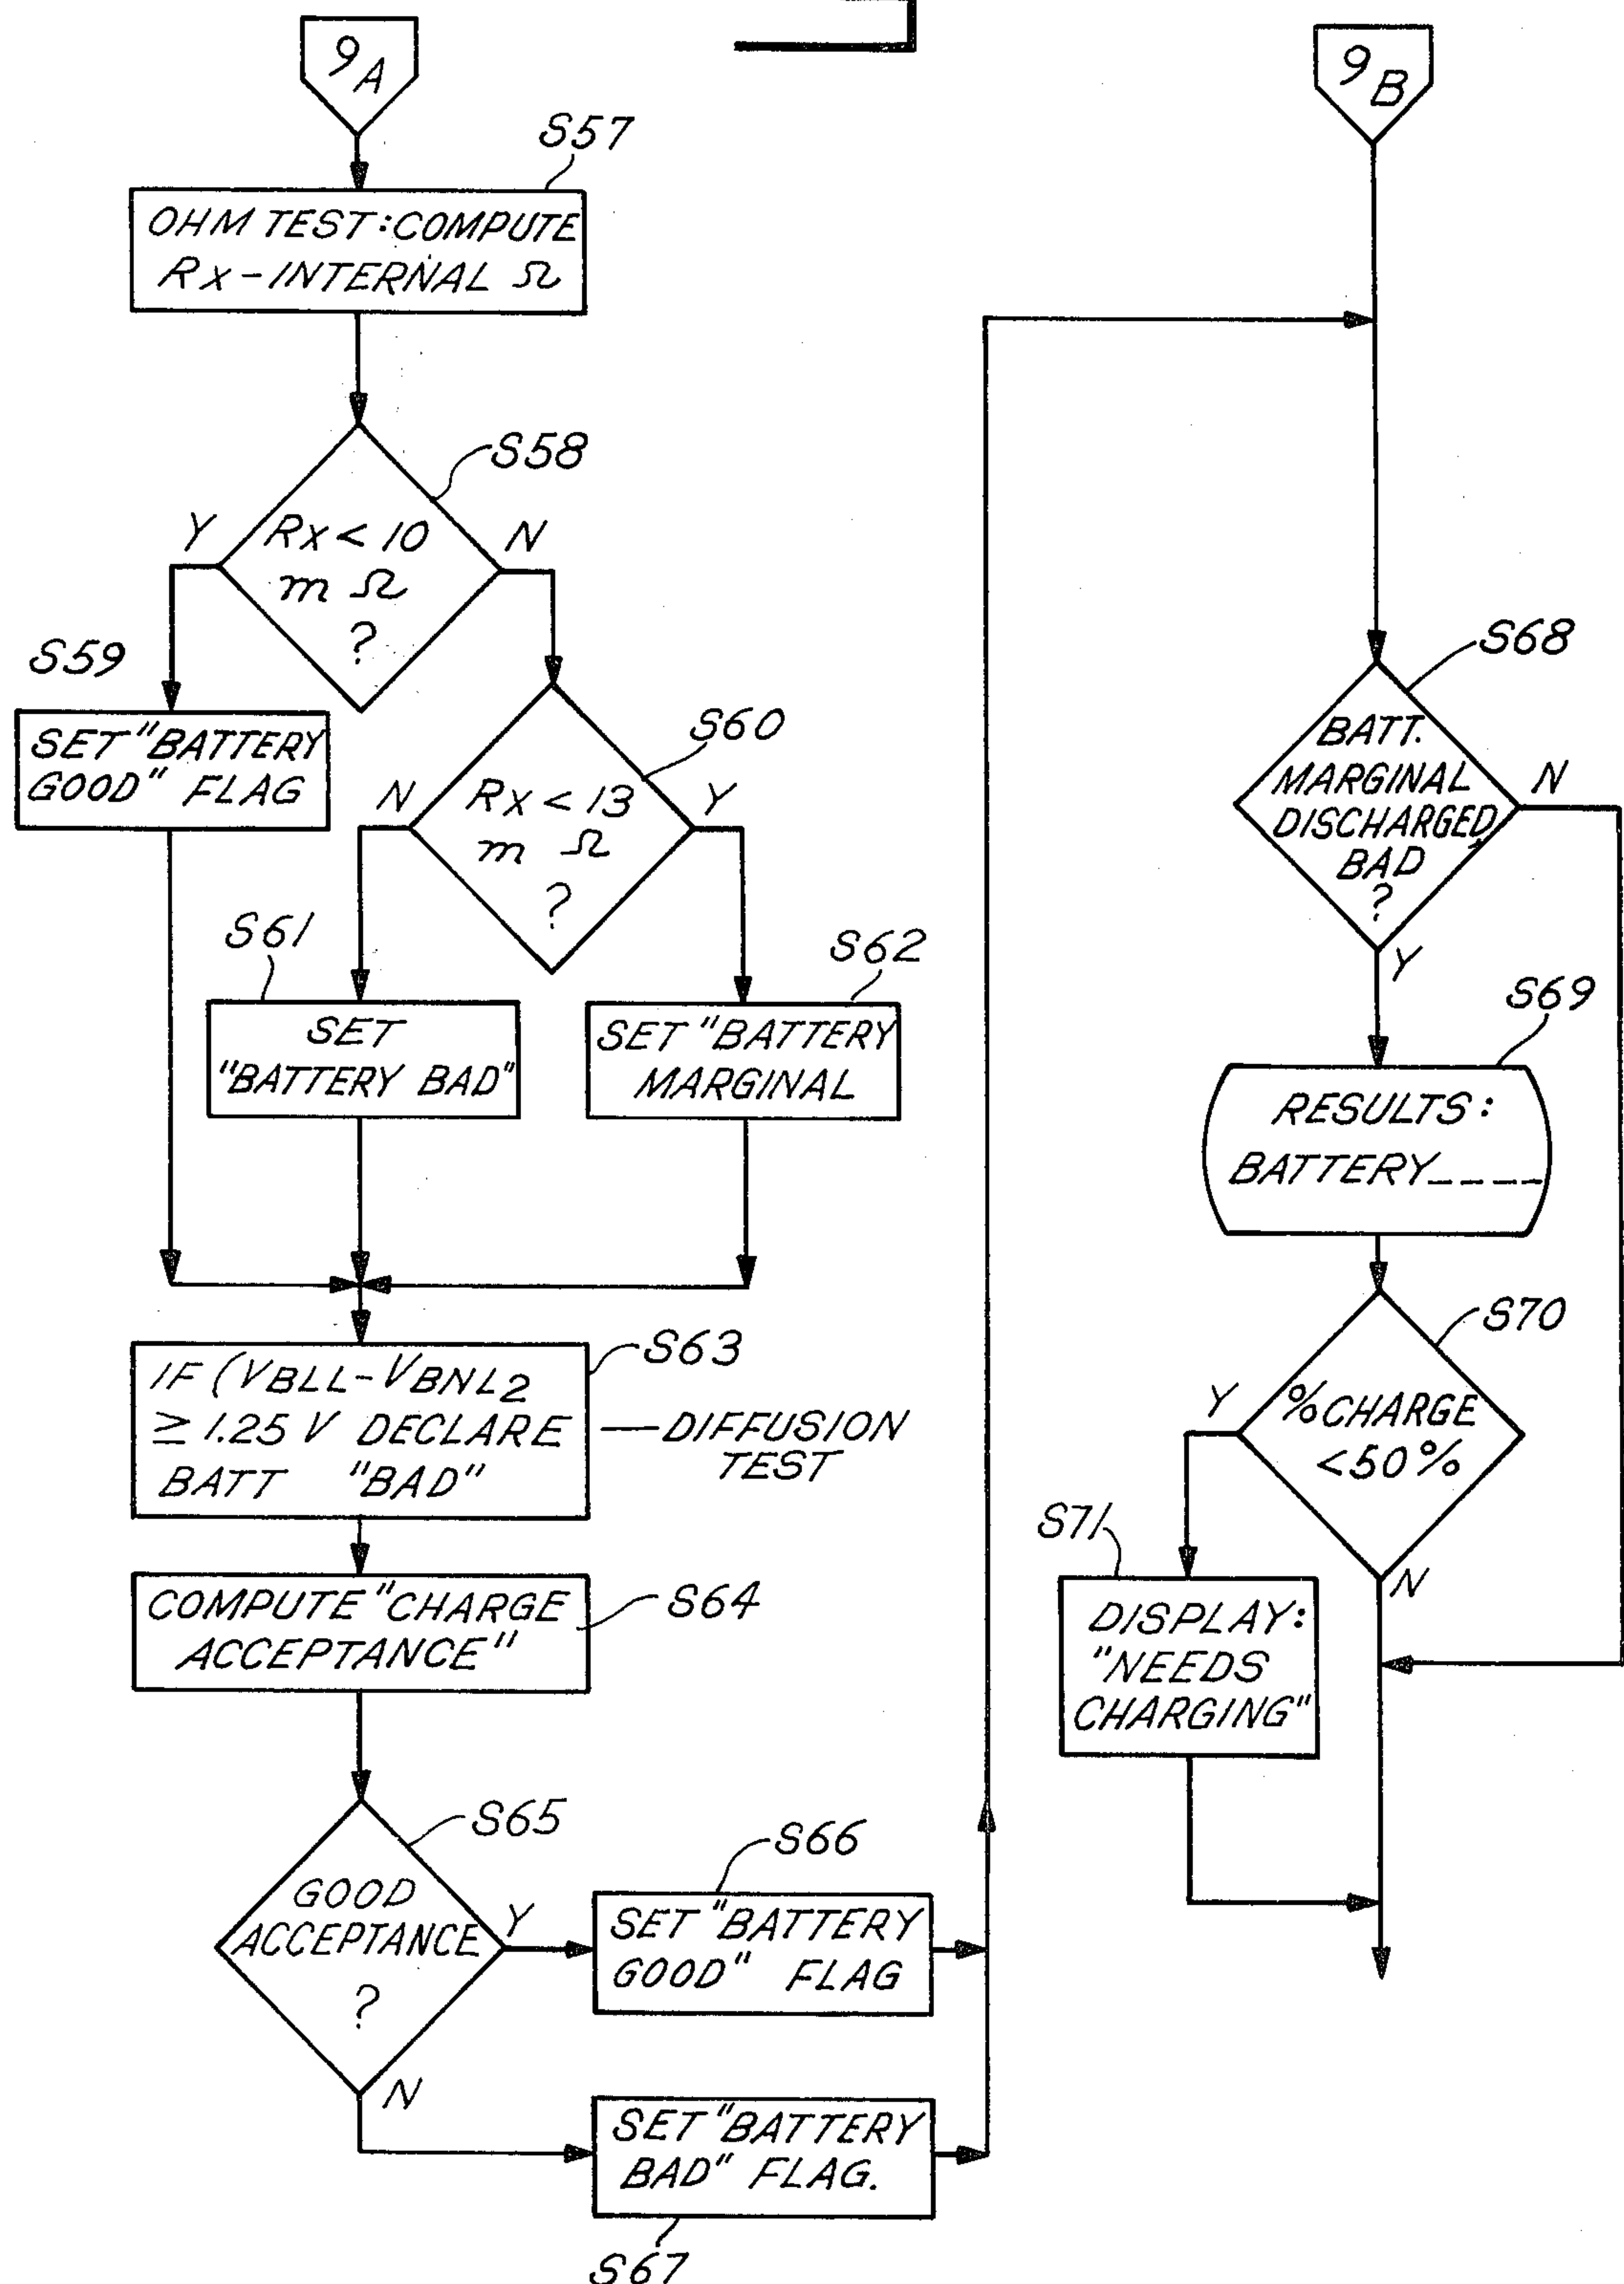 9A
S57
OHM TEST: COMPUTE
RX - INTERNAL Ω
S58
Y
RX < 10
m Ω
?
N
S59
SET "BATTERY
GOOD" FLAG
S60
N
RX < 13
m Ω
?
Y
S61
SET
"BATTERY BAD"
S62
SET "BATTERY
MARGINAL
S63
IF (VBLL-VBNL2
≥ 1.25 V DECLARE
BATT "BAD"
DIFFUSION
TEST
COMPUTE "CHARGE
ACCEPTANCE"
S64
S65
GOOD
ACCEPTANCE
?
Y
N
S66
SET "BATTERY
GOOD" FLAG
SET "BATTERY
BAD" FLAG.
S67
9B
S68
BATT.
MARGINAL
DISCHARGED,
BAD
?
N
Y
S69
RESULTS:
BATTERY____
S70
Y
%CHARGE
<50%
N
S71
DISPLAY:
"NEEDS
CHARGING"